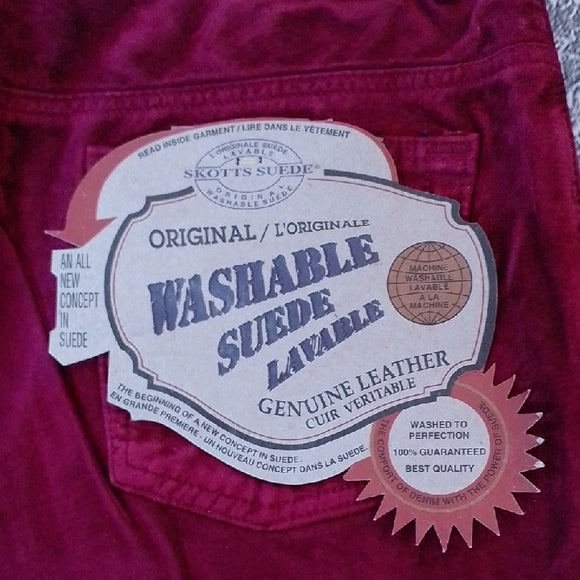 READ INSIDE GARMENT / LIRE DANS LE VÊTEMENT
L'ORIGINALE SUEDE
LAVABLE
SKOTTS SUEDE®
ORIGINAL
WASHABLE SUEDE
ORIGINAL / L'ORIGINALE
WASHABLE
SUEDE
LAVABLE
GENUINE LEATHER
CUIR VERITABLE
AN ALL
NEW
CONCEPT
IN
SUEDE
MACHINE
WASHABLE
LAVABLE
A LA
MACHINE
THE BEGINNING OF A NEW CONCEPT IN SUEDE.
EN GRANDE PREMIERE · UN NOUVEAU CONCEPT DANS LA SUEDE.
WASHED TO
PERFECTION
100% GUARANTEED
BEST QUALITY
THE COMFORT OF DENIM WITH THE POWER OF SUEDE